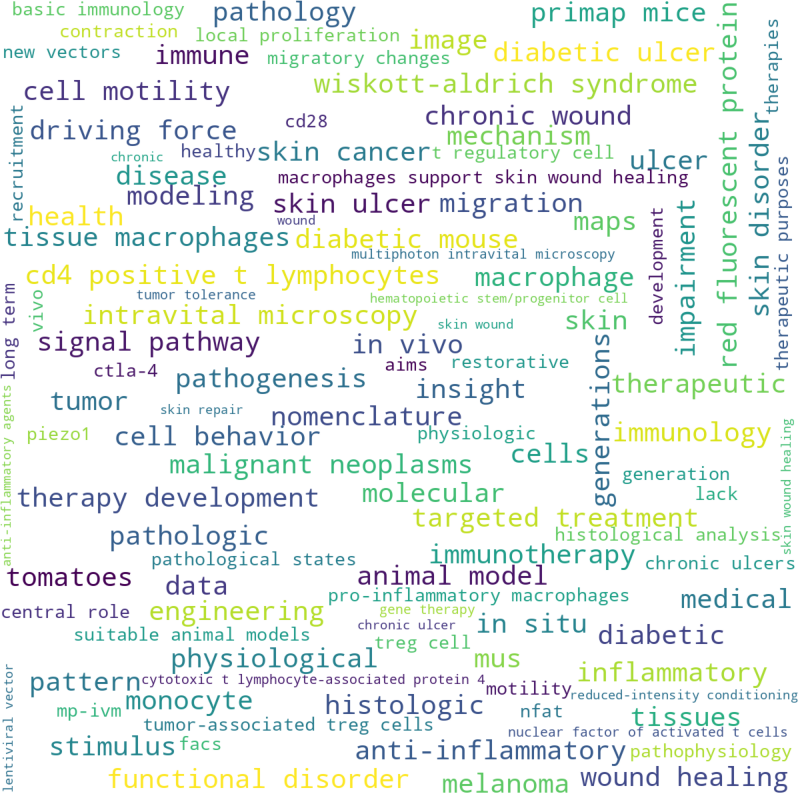 basic immunology
pathology
primap mice
contraction
local proliferation
image
new vectors
immune
migratory changes
diabetic ulcer
wiskott-aldrich syndrome
red fluorescent protein
therapies
cell motility
cd28
chronic wound
recruitment
driving force
mechanism
chronic
healthy
skin cancer
t regulatory cell
ulcer
skin disorder
disease
macrophages support skin wound healing
therapeutic purposes
modeling
skin ulcer
migration
health
wound
maps
development
impairment
tissue macrophages
diabetic mouse
multiphoton intravital microscopy
cd4 positive t lymphocytes
macrophage
long term
vivo
tumor tolerance
hematopoietic stem/progenitor cell
intravital microscopy
skin wound
skin
signal pathway
in vivo
generations
ctla-4
aims
restorative
pathogenesis
insight
therapeutic
anti-inflammatory agents
tumor
skin repair
nomenclature
piezo1
cell behavior
physiologic
immunology
skin wound healing
cells
malignant neoplasms
generation
therapy development
molecular
lack
targeted treatment
pathologic
histological analysis
pathological states
immunotherapy
chronic ulcers
tomatoes
data
animal model
pro-inflammatory macrophages
medical
central role
engineering
gene therapy
chronic ulcer
in situ
suitable animal models
treg cell
diabetic
physiological
mus
inflammatory
pattern
cytotoxic t lymphocyte-associated protein 4
motility
reduced-intensity conditioning
lentiviral vector
mp-ivm
monocyte
histologic
nfat
tissues
tumor-associated treg cells
nuclear factor of activated t cells
stimulus
facs
anti-inflammatory
pathophysiology
functional disorder
melanoma
wound healing